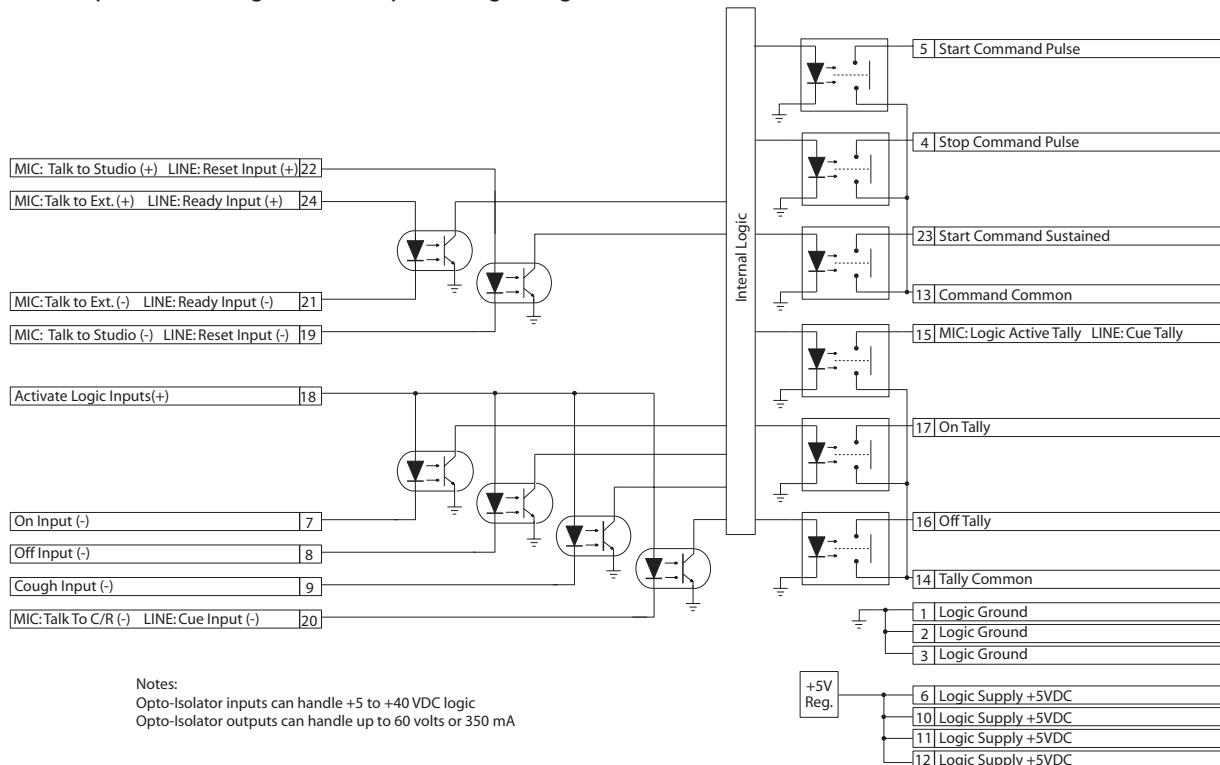 5 Start Command Pulse
4 Stop Command Pulse
MIC: Talk to Studio (+) LINE: Reset Input (+) 22
MIC: Talk to Ext. (+) LINE: Ready Input (+) 24
Internal Logic
23 Start Command Sustained
MIC: Talk to Ext. (-) LINE: Ready Input (-) 21
13 Command Common
MIC: Talk to Studio (-) LINE: Reset Input (-) 19
15 MIC: Logic Active Tally LINE: Cue Tally
Activate Logic Inputs(+) 18
17 On Tally
On Input (-) 7
16 Off Tally
Off Input (-) 8
Cough Input (-) 9
14 Tally Common
MIC: Talk To C/R (-) LINE: Cue Input (-) 20
1 Logic Ground
2 Logic Ground
3 Logic Ground
Notes:
Opto-Isolator inputs can handle +5 to +40 VDC logic
Opto-Isolator outputs can handle up to 60 volts or 350 mA
+5V
Reg.
6 Logic Supply +5VDC
10 Logic Supply +5VDC
11 Logic Supply +5VDC
12 Logic Supply +5VDC